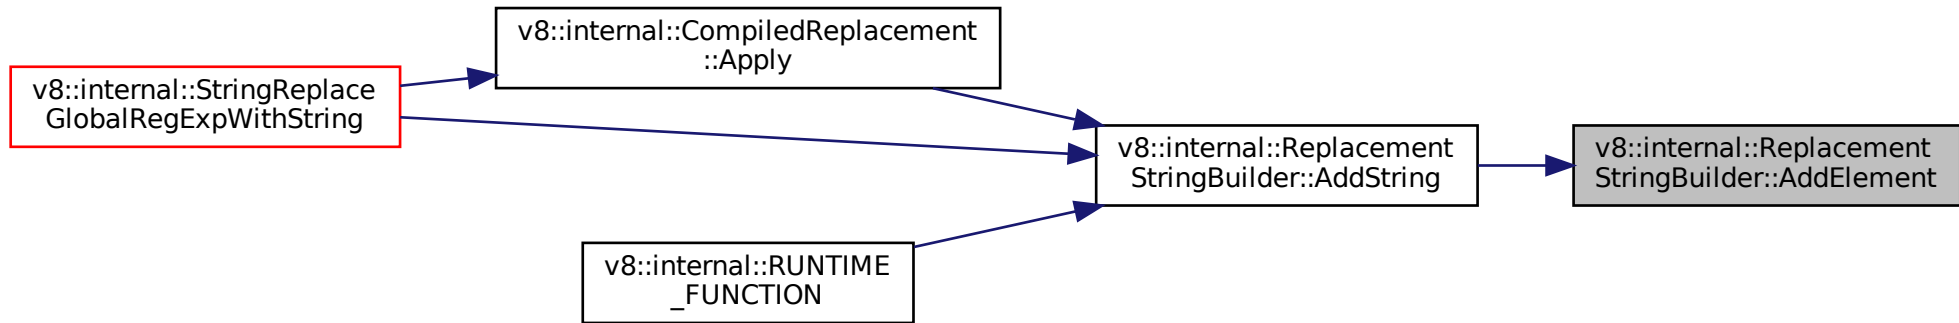 v8::internal::CompiledReplacement
::Apply
v8::internal::StringReplace
GlobalRegExpWithString
v8::internal::Replacement
StringBuilder::AddString
v8::internal::Replacement
StringBuilder::AddElement
v8::internal::RUNTIME
_FUNCTION